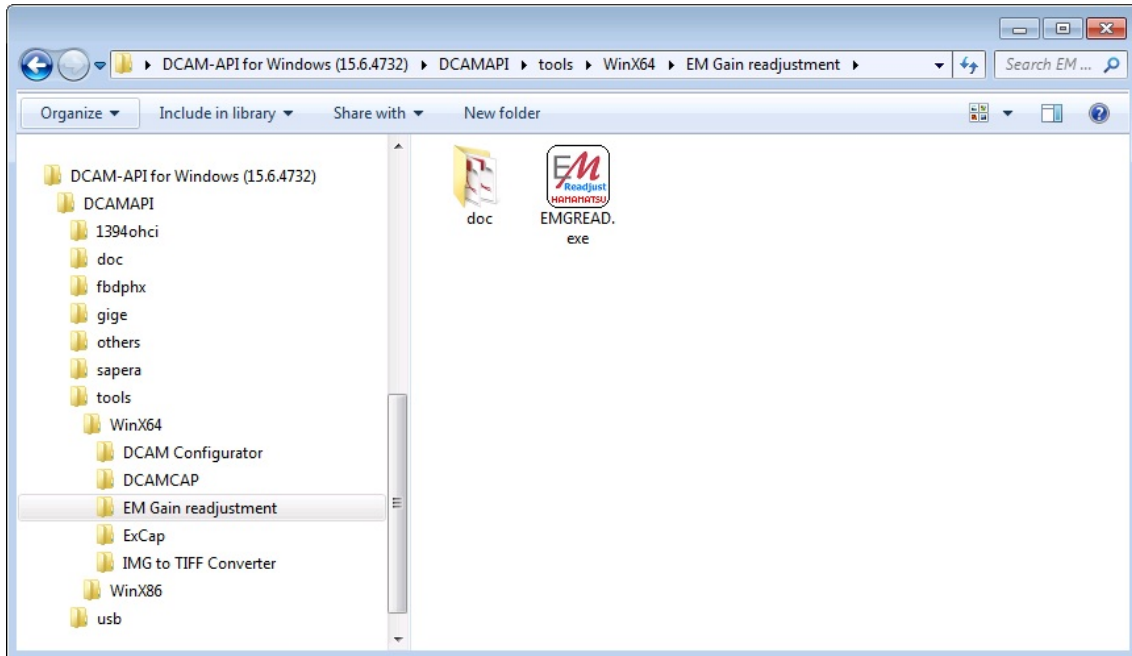 DCAM-API for Windows (15.6.4732) DCAMAPI tools WinX64 EM Gain readjustment
Search EM ...
Organize Include in library Share with New folder
DCAM-API for Windows (15.6.4732)
DCAMAPI
1394ohci
doc
fbdphx
gige
others
sapera
tools
WinX64
DCAM Configurator
DCAMCAP
EM Gain readjustment
ExCap
IMG to TIFF Converter
WinX86
usb
doc
EM
Readjust
HAMAMATSU
EMGREAD.
exe